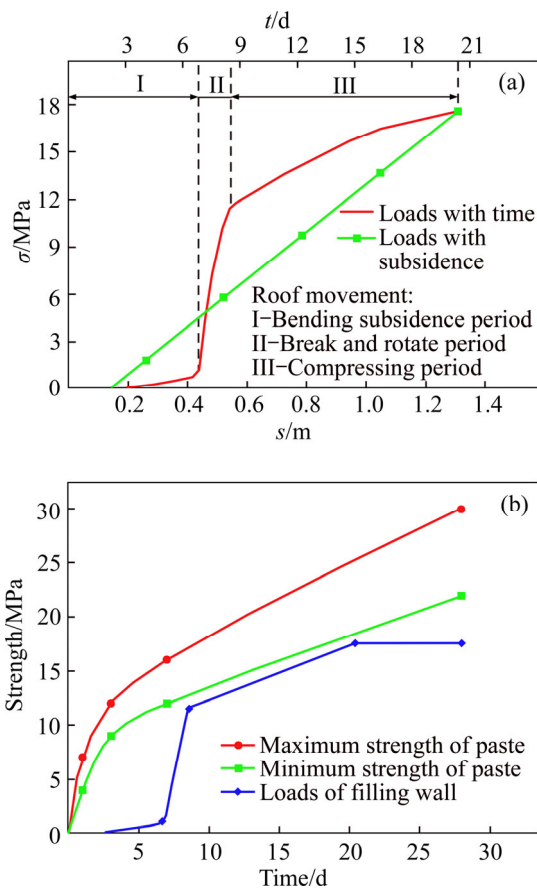 t/d
3 6 9 12 15 18 21
(a)
I II III
18
15
12
9
6
3
0
σ/MPa
Loads with time
Loads with
subsidence
Roof movement:
I−Bending subsidence period
II−Break and rotate period
III−Compressing period
0.2 0.4 0.6 0.8 1.0 1.2 1.4
s/m
(b)
30
25
20
15
10
5
0
Strength/MPa
Maximum strength of paste
Minimum strength of paste
Loads of filling wall
5 10 15 20 25 30
Time/d